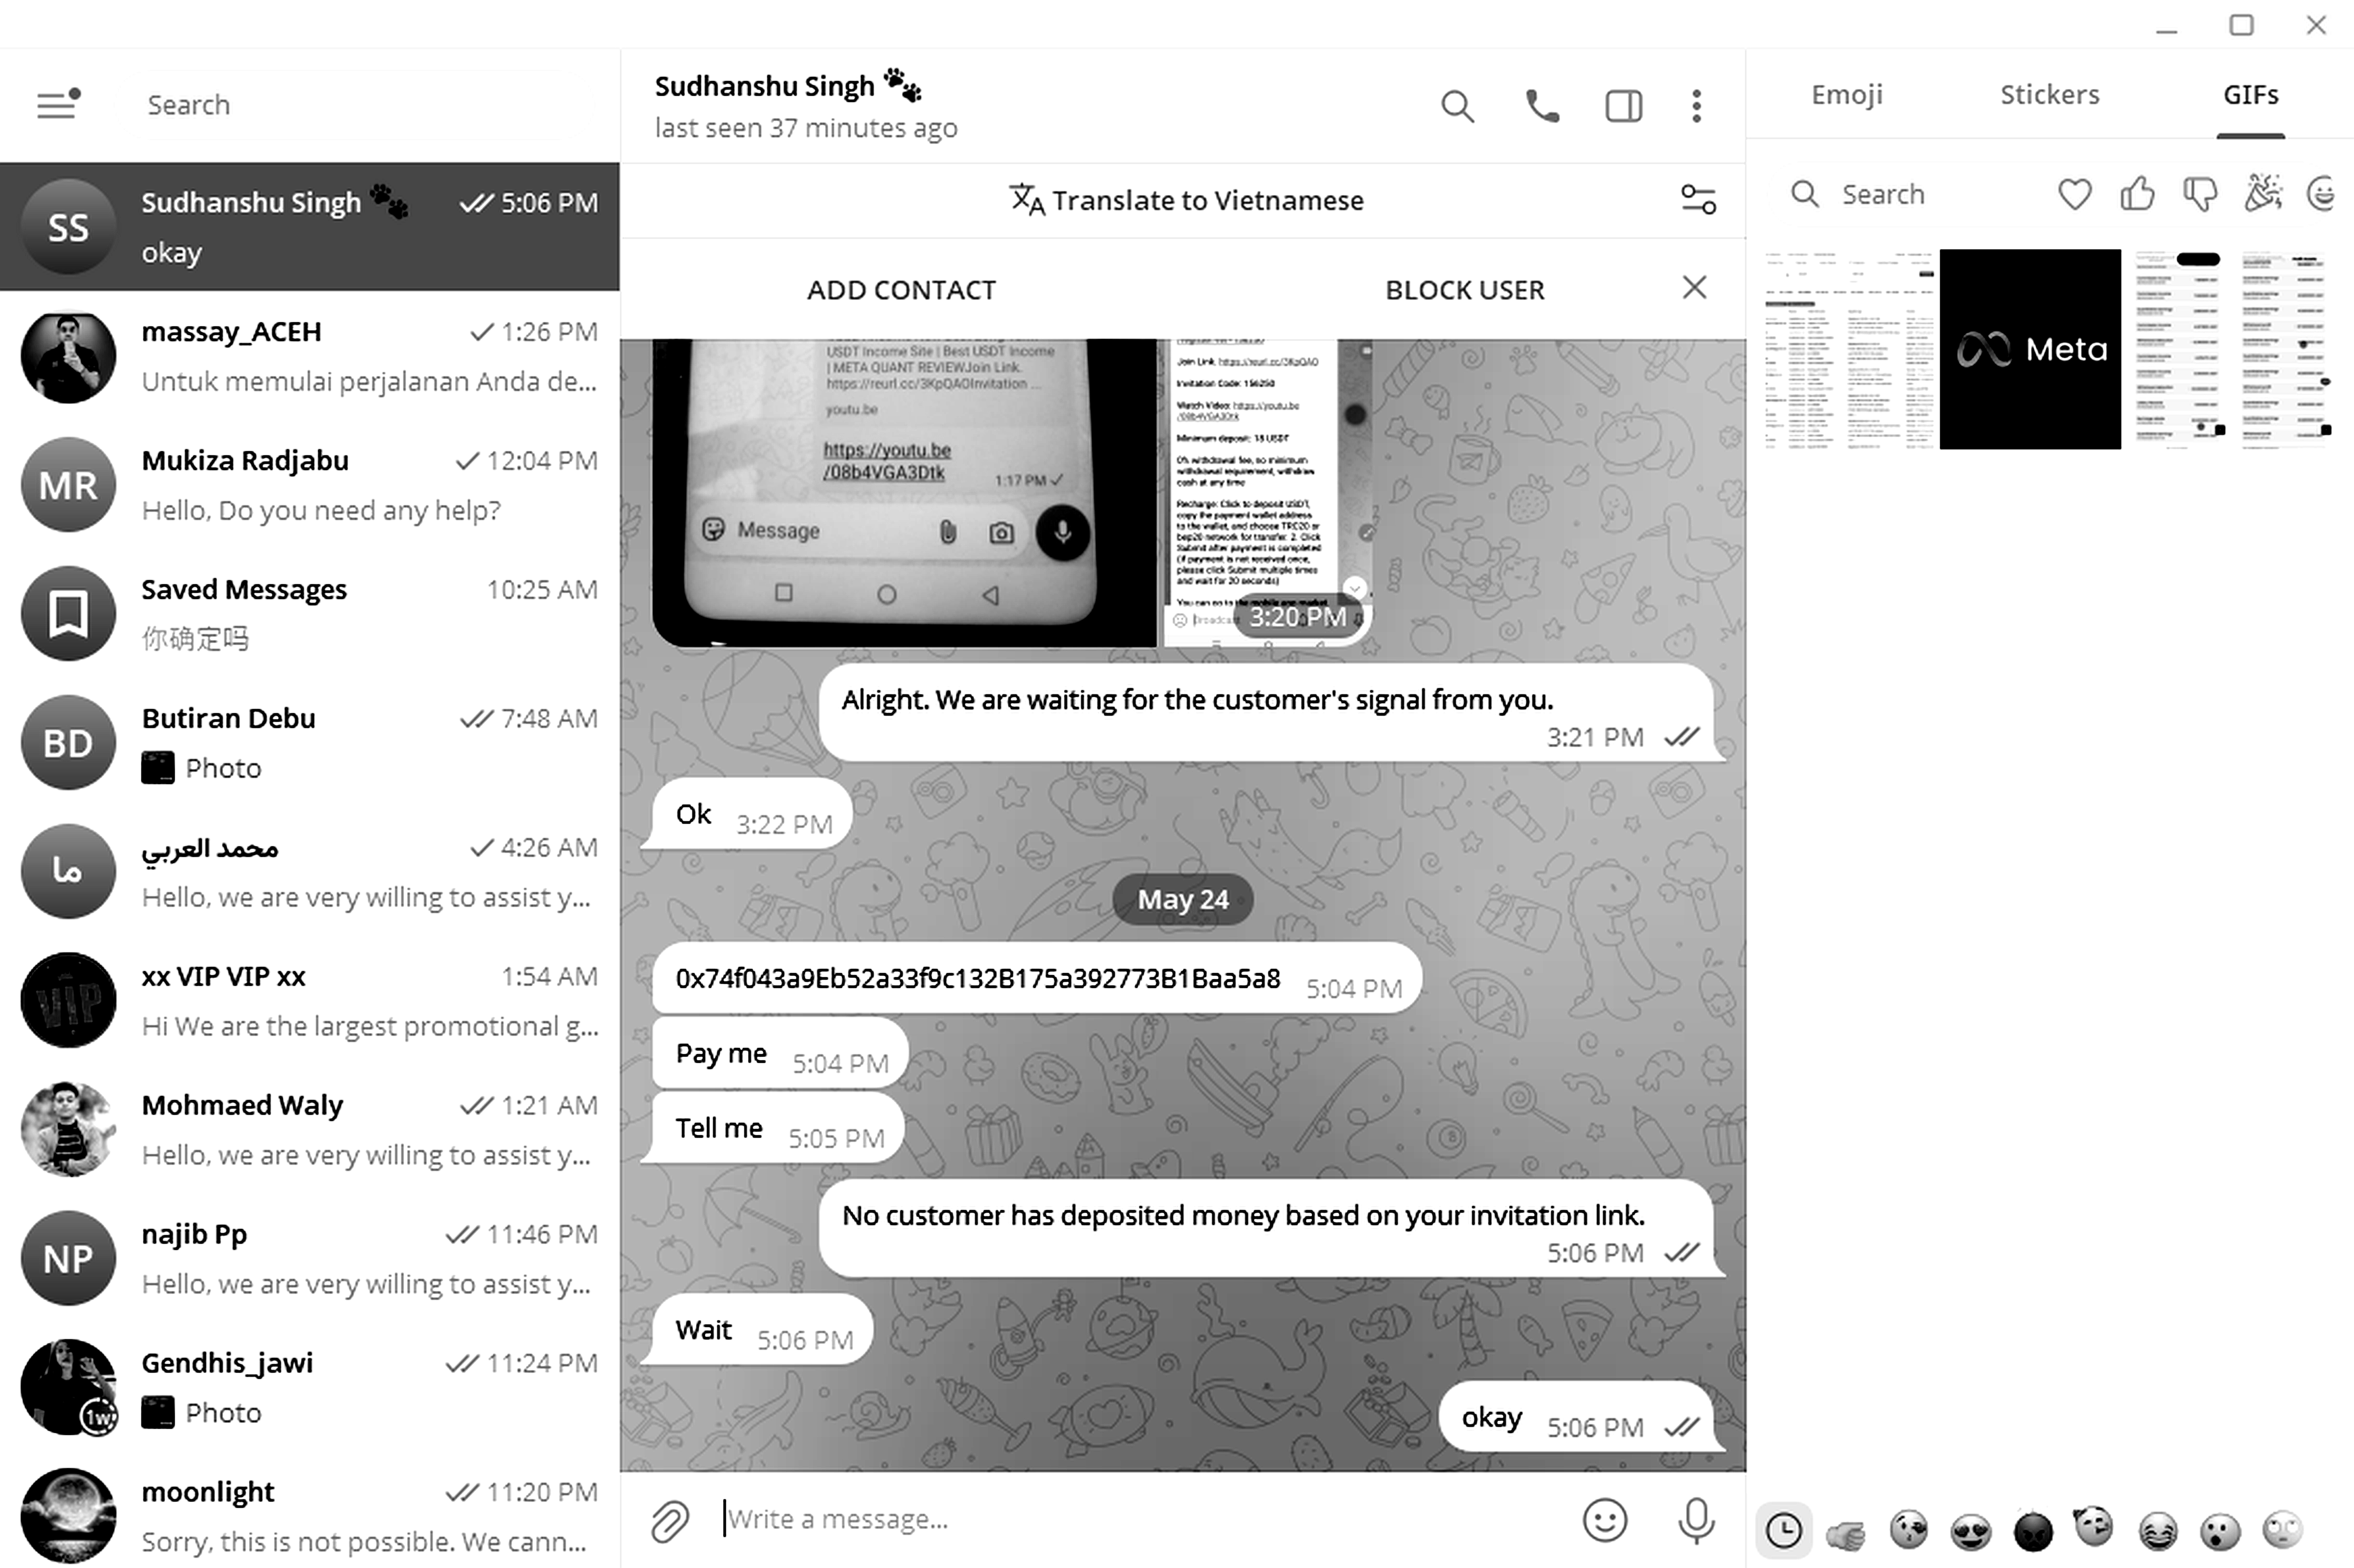 Search
Sudhanshu Singh
5:06 PM
okay
massay_ACEH
1:26 PM
Untuk memulai perjalanan Anda de...
MR
Mukiza Radjabu
12:04 PM
Hello, Do you need any help?
Saved Messages
10:25 AM
你确定吗
BD
Butiran Debu
7:48 AM
Photo
ما
محمد العربي
4:26 AM
Hello, we are very willing to assist y...
VIP
xx VIP VIP xx
1:54 AM
Hi We are the largest promotional g...
Mohmaed Waly
1:21 AM
Hello, we are very willing to assist y...
NP
najib Pp
11:46 PM
Hello, we are very willing to assist y...
1w
Gendhis_jawi
11:24 PM
Photo
moonlight
11:20 PM
Sorry, this is not possible. We cann...
SS
Sudhanshu Singh
last seen 37 minutes ago
Translate to Vietnamese
ADD CONTACT
BLOCK USER
USDT Income Site | Best USDT Income
| META QUANT REVIEWJoin Link.
https://reurl.cc/3KpQAOInvitation ...
youtu.be
https://youtu.be
/08b4VGA3Dtk
1:17 PM
Message
Join Link: https://reurl.cc/3KpQAO
Invitation Code: 156250
Watch Video: https://youtu.be
/08b4VGA3Dtk
Minimum deposit: 18 USDT
0% withdrawal fee, no minimum
withdrawal requirement, withdraw
cash at any time
Recharge: Click to deposit USDT,
copy the payment wallet address
to the wallet, and choose TRC20 or
bep20 network for transfer. 2. Click
Submit after payment is completed
(if payment is not received once,
please click Submit multiple times
and wait for 20 seconds)
You can go to the mobile app market
3:20 PM
Alright. We are waiting for the customer's signal from you.
3:21 PM
Ok
3:22 PM
May 24
0x74f043a9Eb52a33f9c132B175a392773B1Baa5a8
5:04 PM
Pay me
5:04 PM
Tell me
5:05 PM
No customer has deposited money based on your invitation link.
5:06 PM
Wait
5:06 PM
okay
5:06 PM
Write a message...
Emoji
Stickers
GIFs
Search
Meta